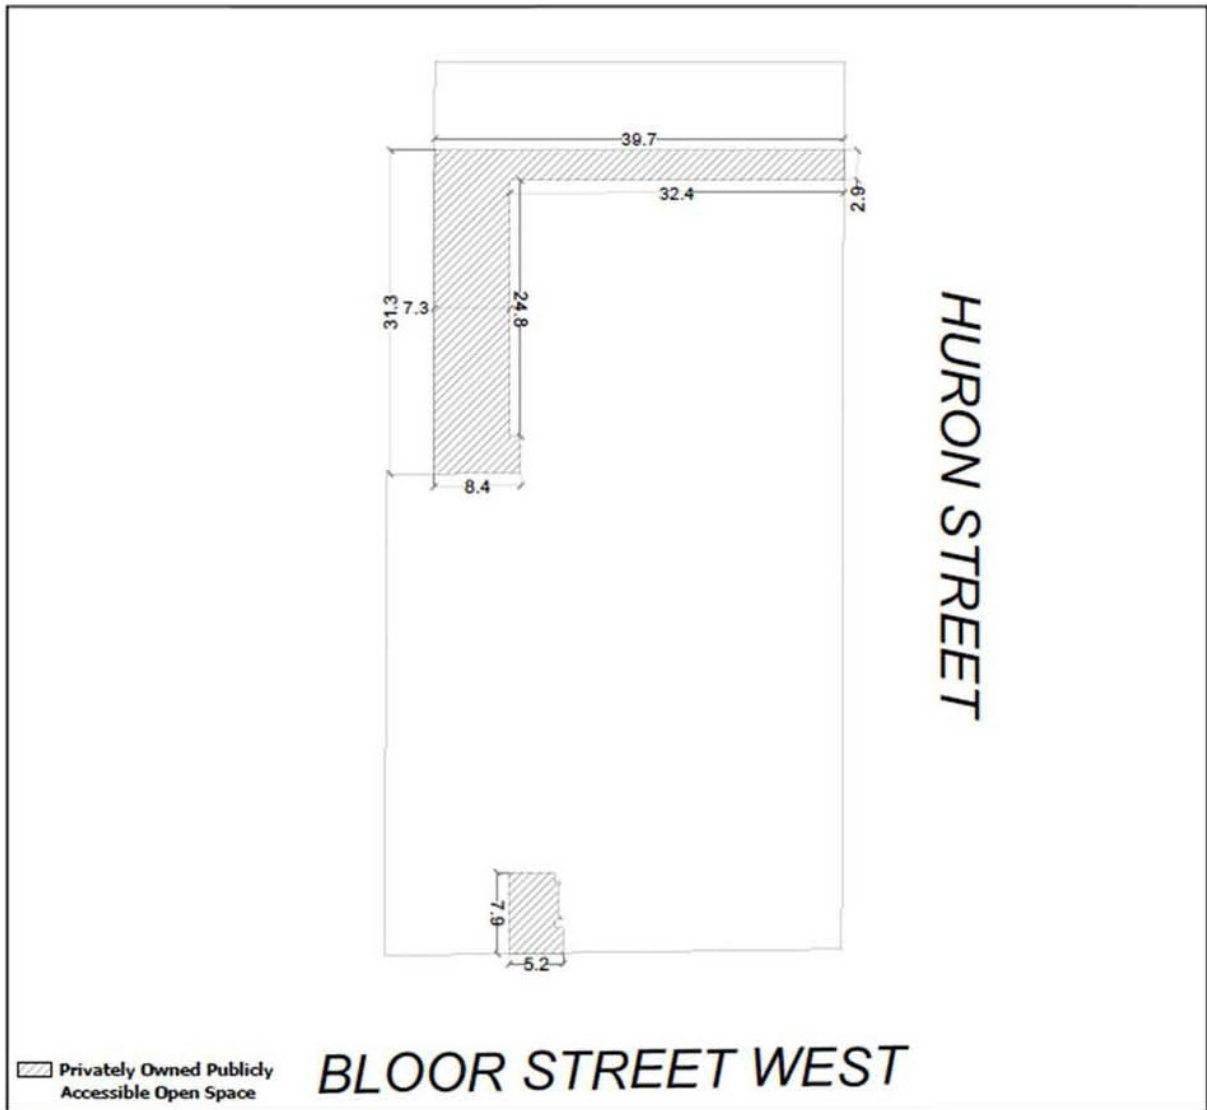 39.7
32.4
2.9
31.3
7.3
24.8
8.4
HURON STREET
7.9
5.2
Privately Owned Publicly
Accessible Open Space
BLOOR STREET WEST